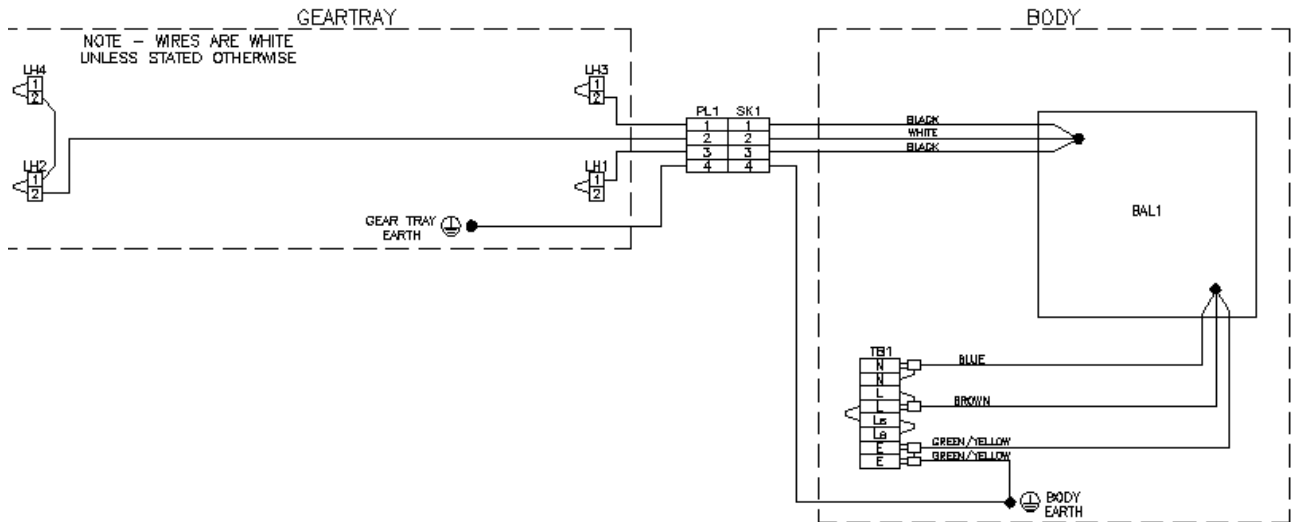 GEARTRAY
BODY
NOTE – WIRES ARE WHITE
UNLESS STATED OTHERWISE
LH4
1
2
LH3
1
2
PL1 SK1
1 1
2 2
3 3
4 4
BLACK
WHITE
BLACK
LH2
1
2
LH1
1
2
GEAR TRAY
EARTH
BAL1
TB1
N
N
L
L
Ls
La
E
E
BLUE
BROWN
GREEN/YELLOW
GREEN/YELLOW
BODY
EARTH